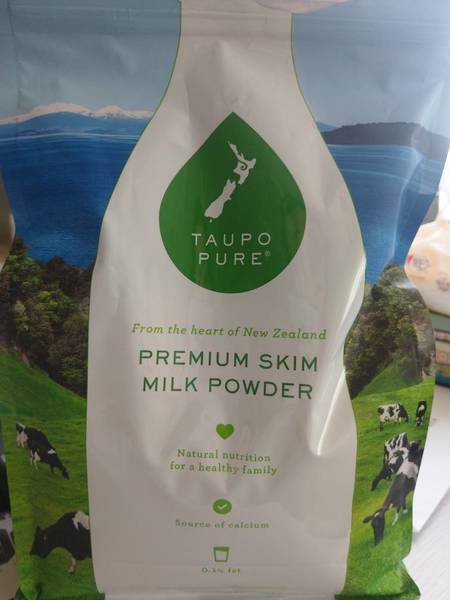 TAUPO
PURE®
From the heart of New Zealand
PREMIUM SKIM
MILK POWDER
Natural nutrition
for a healthy family
Source of calcium
0.1% fat